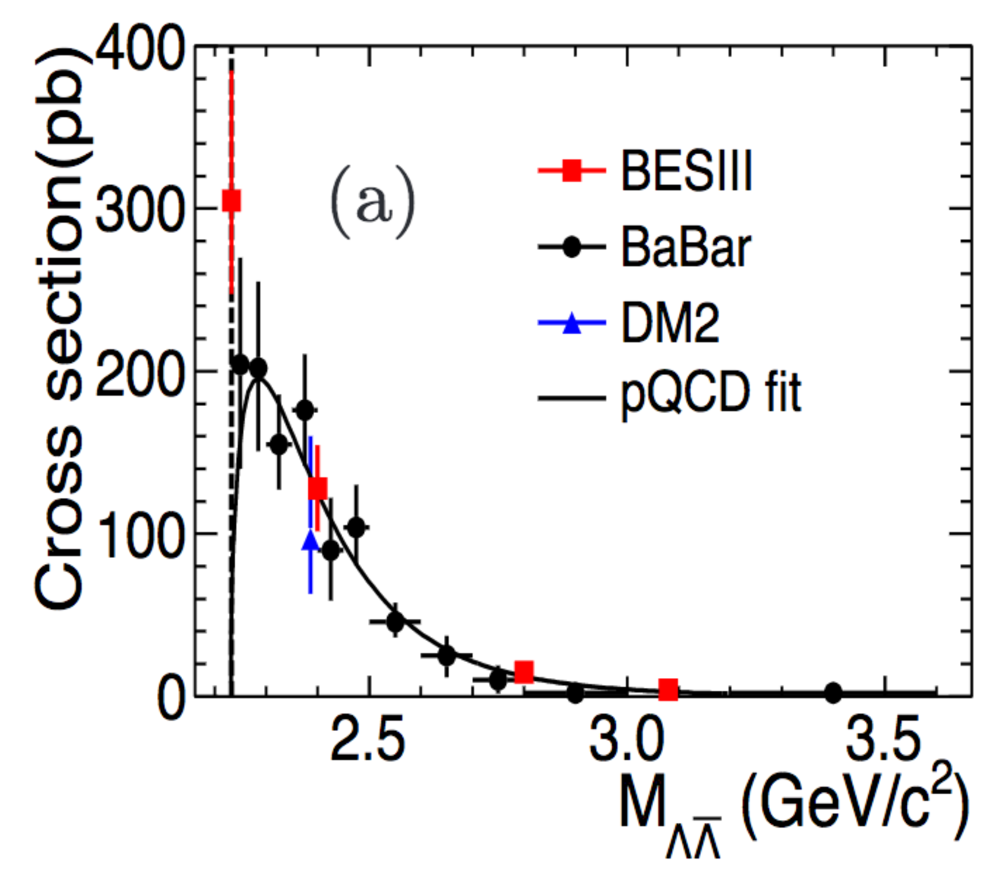 Cross section(pb)
400
300
200
100
0
(a)
BESIII
BaBar
DM2
pQCD fit
2.5 3.0 3.5
M_{ΛΛ̅} (GeV/c²)